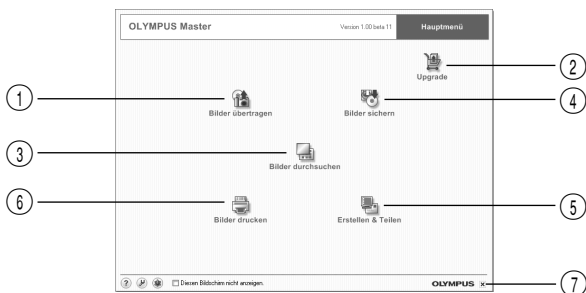 OLYMPUS Master
Version 1.00 beta 11
Hauptmenü
Upgrade
2
1
Bilder übertragen
Bilder sichern
4
3
Bilder durchsuchen
6
Bilder drucken
Erstellen & Teilen
5
?
Diesen Bildschirm nicht anzeigen.
OLYMPUS
x
7